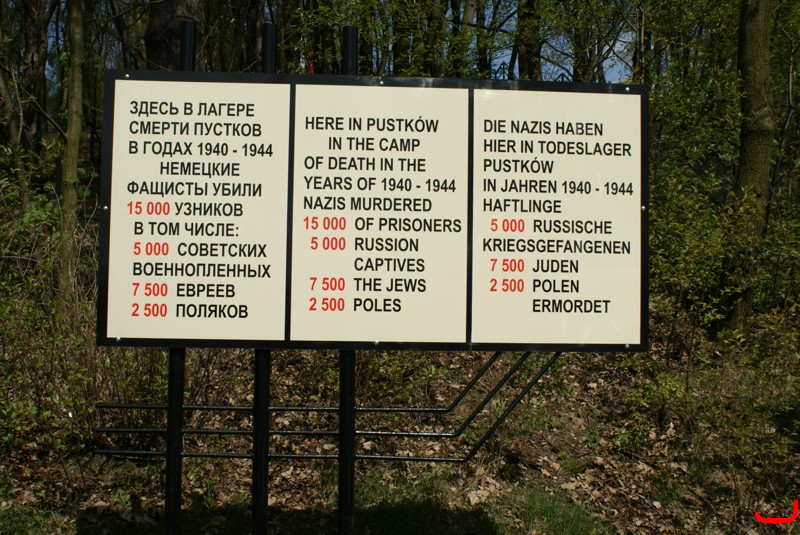 ЗДЕСЬ В ЛАГЕРЕ
СМЕРТИ ПУСТКОВ
В ГОДАХ 1940 - 1944
НЕМЕЦКИЕ
ФАЩИСТЫ УБИЛИ
15 000 УЗНИКОВ
В ТОМ ЧИСЛЕ:
5 000 СОВЕТСКИХ
ВОЕННОПЛЕННЫХ
7 500 ЕВРЕЕВ
2 500 ПОЛЯКОВ
HERE IN PUSTKÓW
IN THE CAMP
OF DEATH IN THE
YEARS OF 1940 - 1944
NAZIS MURDERED
15 000 OF PRISONERS
5 000 RUSSION
CAPTIVES
7 500 THE JEWS
2 500 POLES
DIE NAZIS HABEN
HIER IN TODESLAGER
PUSTKÓW
IN JAHREN 1940 - 1944
HAFTLINGE
5 000 RUSSISCHE
KRIEGSGEFANGENEN
7 500 JUDEN
2 500 POLEN
ERMORDET